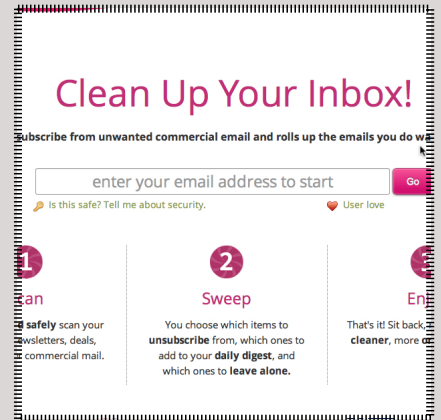 Clean Up Your Inbox!
subscribe from unwanted commercial email and rolls up the emails you do wa
enter your email address to start
Go
Is this safe? Tell me about security.
User love
1
2
3
can
Sweep
En
d safely scan your
wsletters, deals,
commercial mail.
You choose which items to
unsubscribe from, which ones to
add to your daily digest, and
which ones to leave alone.
That's it! Sit back,
cleaner, more